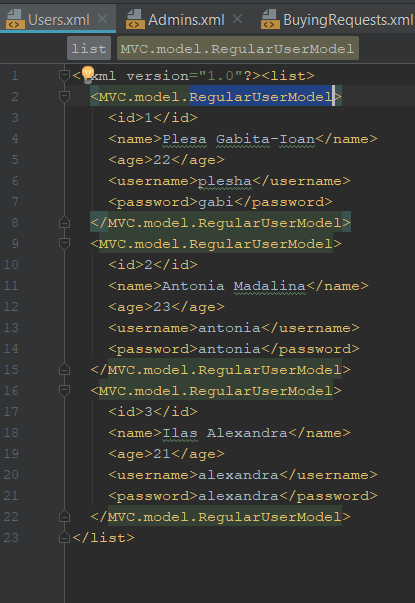 Users.xml Admins.xml BuyingRequests.xml
list MVC.model.RegularUserModel
1 <?xml version="1.0"?><list>
2 <MVC.model.RegularUserModel>
3 <id>1</id>
4 <name>Plesa Gabita-Ioan</name>
5 <age>22</age>
6 <username>plesha</username>
7 <password>gabi</password>
8 </MVC.model.RegularUserModel>
9 <MVC.model.RegularUserModel>
10 <id>2</id>
11 <name>Antonia Madalina</name>
12 <age>23</age>
13 <username>antonia</username>
14 <password>antonia</password>
15 </MVC.model.RegularUserModel>
16 <MVC.model.RegularUserModel>
17 <id>3</id>
18 <name>Ilas Alexandra</name>
19 <age>21</age>
20 <username>alexandra</username>
21 <password>alexandra</password>
22 </MVC.model.RegularUserModel>
23 </list>